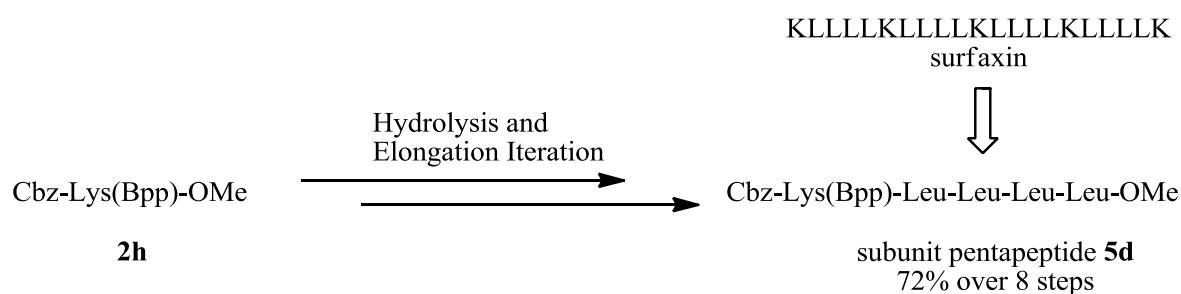 KLLLLKLLLLKLLLLKLLLLK
surfaxin
Hydrolysis and
Elongation Iteration
Cbz-Lys(Bpp)-OMe
Cbz-Lys(Bpp)-Leu-Leu-Leu-Leu-OMe
2h
subunit pentapeptide 5d
72% over 8 steps